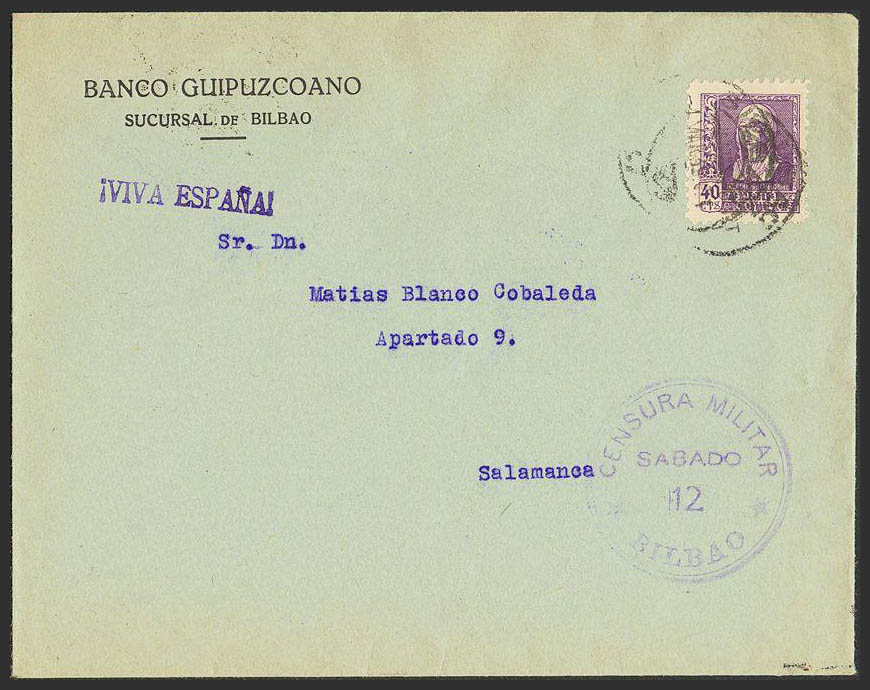 BANCO GUIPUZCOANO
SUCURSAL DE BILBAO
¡VIVA ESPAÑA!
40
CTS
Sr. Dn.
Matias Blanco Cobaleda
Apartado 9.
Salamanca
CENSURA MILITAR
SABADO
12
BILBAO